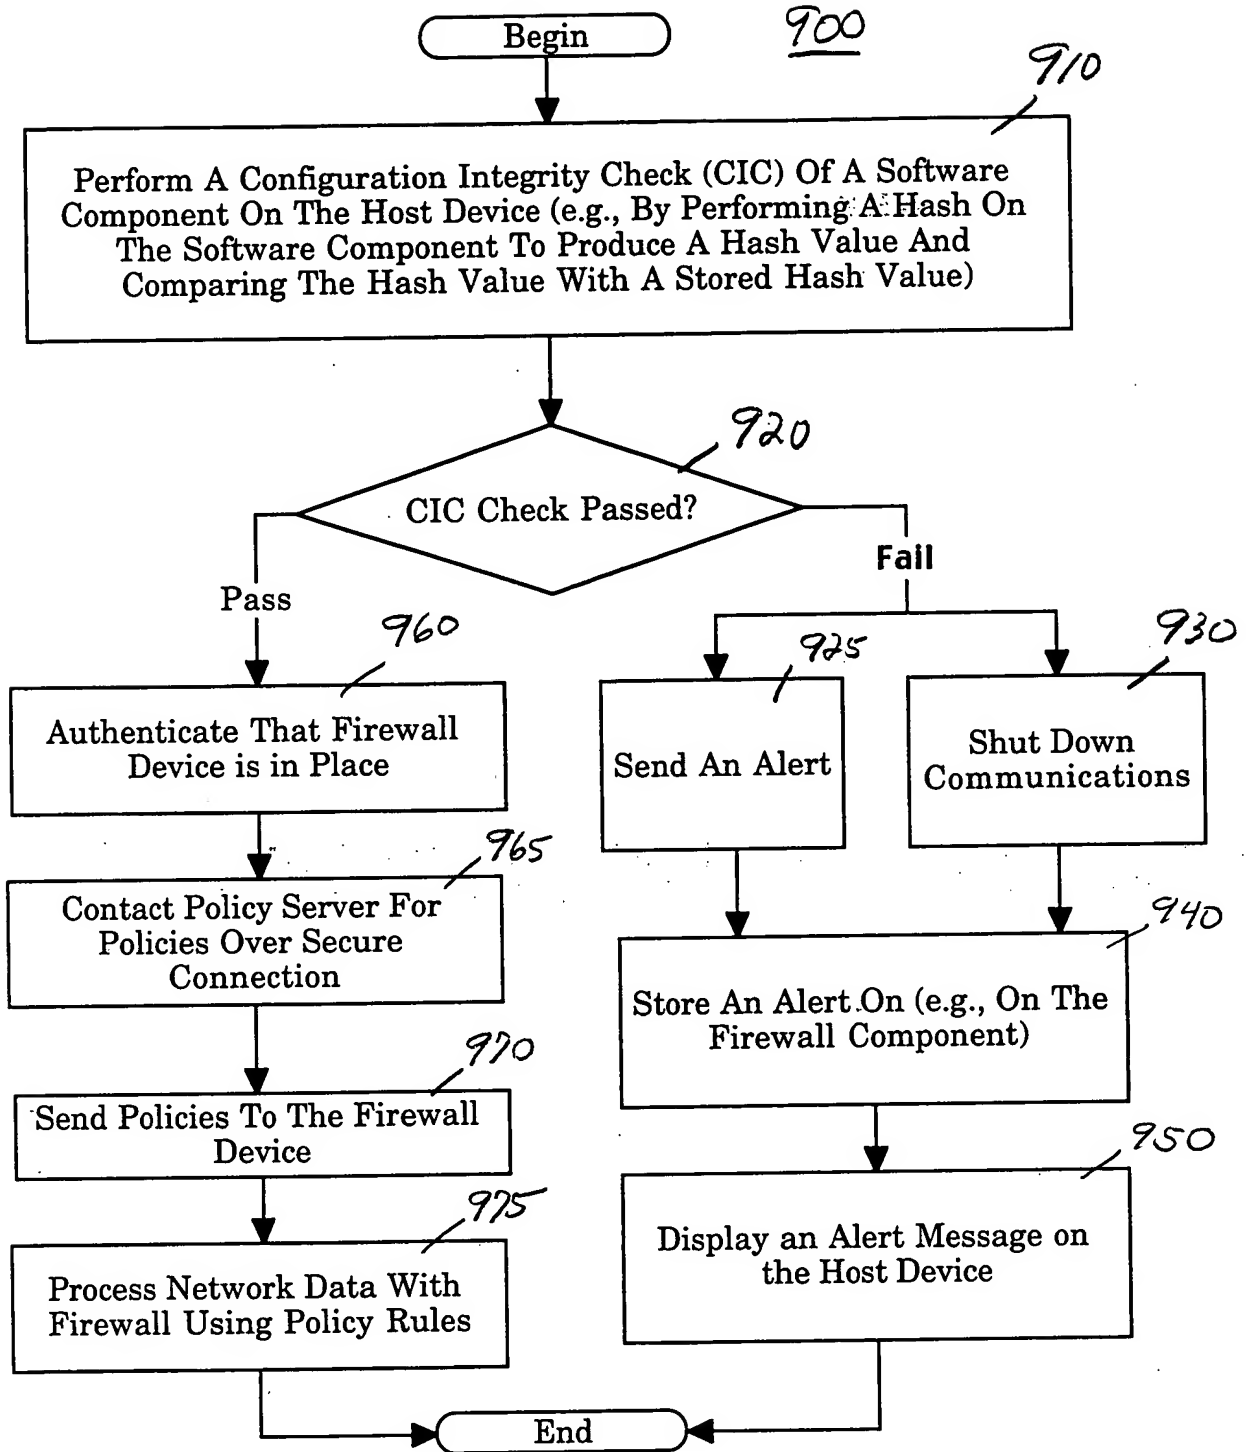 Begin
900
910
Perform A Configuration Integrity Check (CIC) Of A Software
Component On The Host Device (e.g., By Performing A Hash On
The Software Component To Produce A Hash Value And
Comparing The Hash Value With A Stored Hash Value)
920
CIC Check Passed?
Pass
Fail
960
Authenticate That Firewall
Device is in Place
925
Send An Alert
930
Shut Down
Communications
965
Contact Policy Server For
Policies Over Secure
Connection
940
Store An Alert On (e.g., On The
Firewall Component)
970
Send Policies To The Firewall
Device
950
Display an Alert Message on
the Host Device
975
Process Network Data With
Firewall Using Policy Rules
End